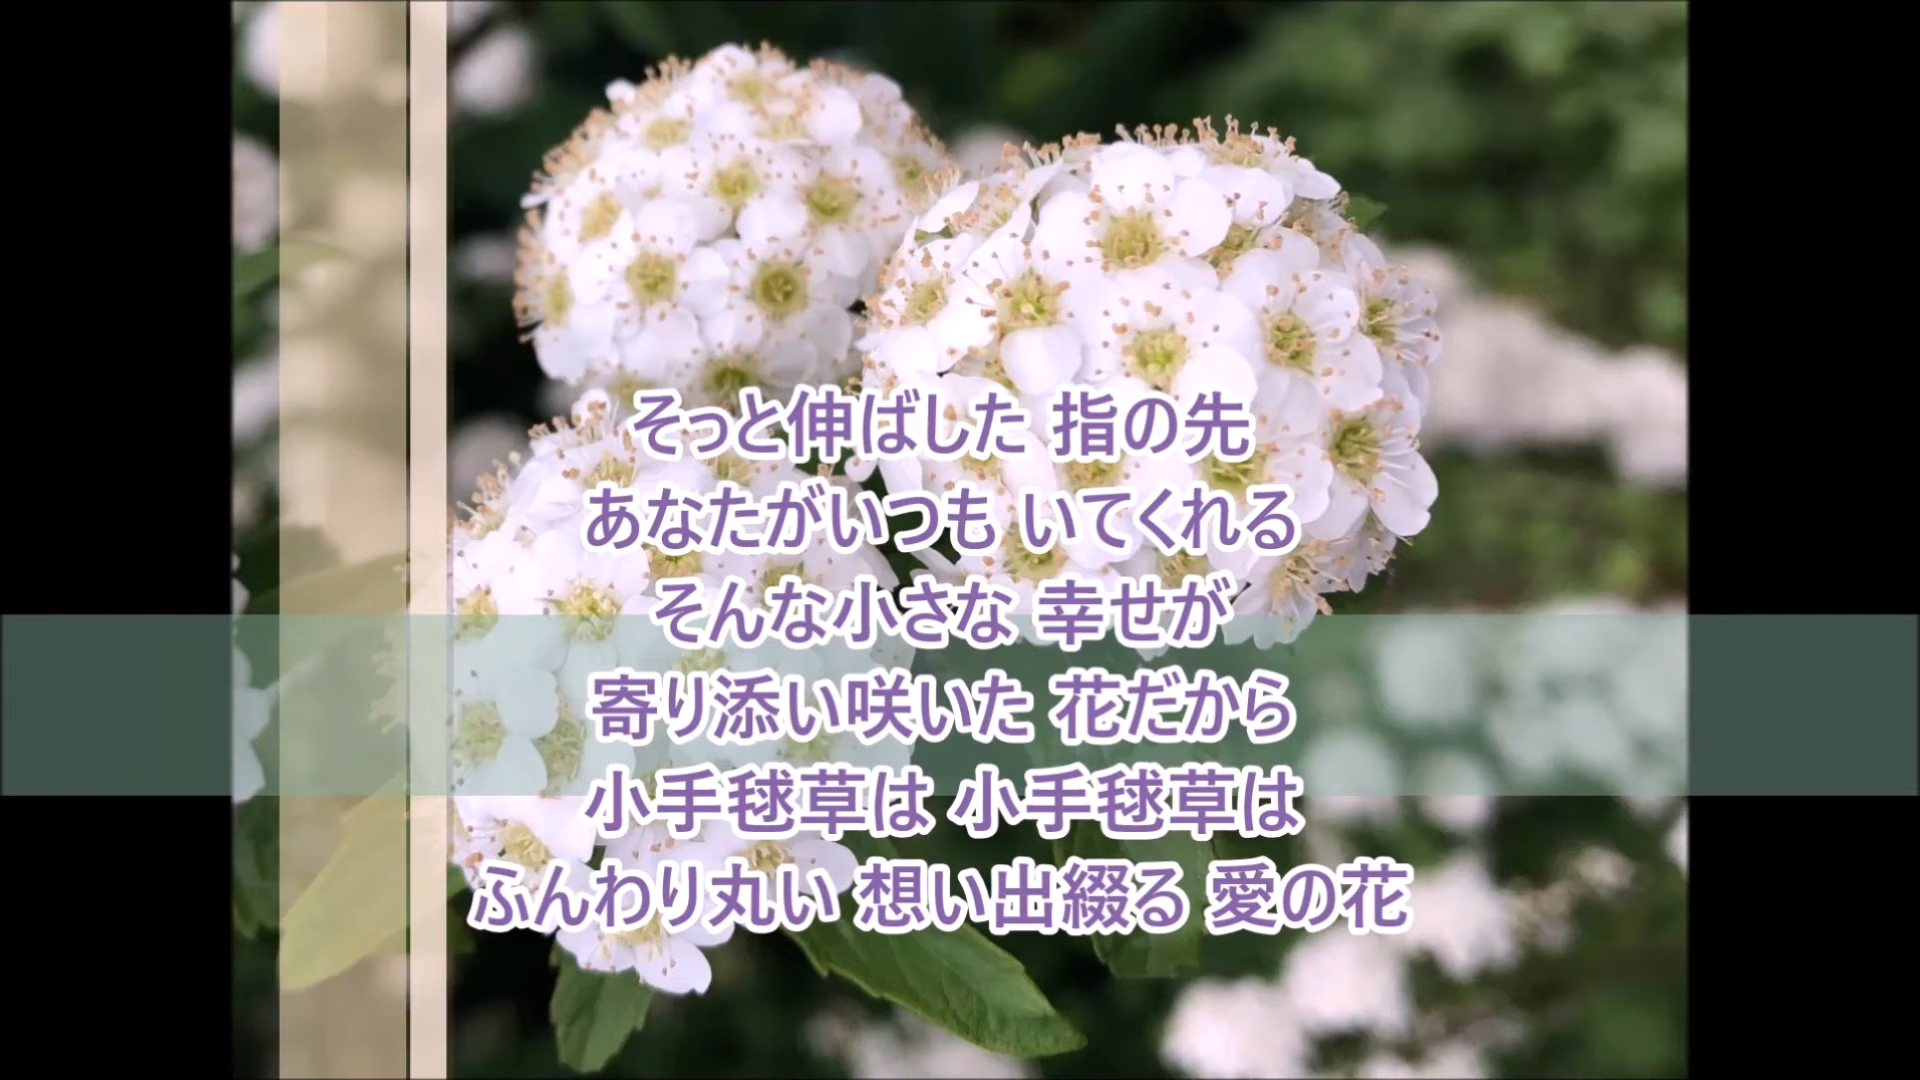 そっと伸ばした 指の先
あなたがいつも いてくれる
そんな小さな 幸せが
寄り添い咲いた 花だから
小手毬草は 小手毬草は
ふんわり丸い 想い出綴る 愛の花